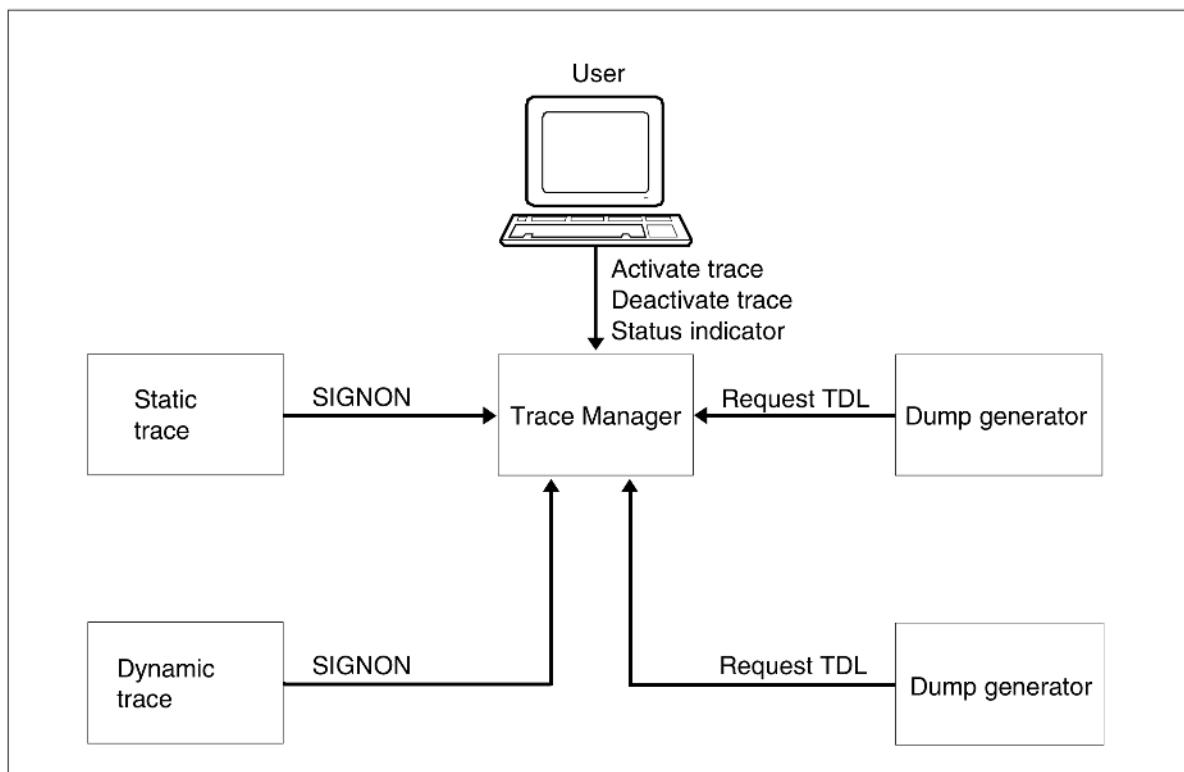 User
Activate trace
Deactivate trace
Status indicator
Static
trace
SIGNON
Trace Manager
Request TDL
Dump generator
Dynamic
trace
SIGNON
Request TDL
Dump generator